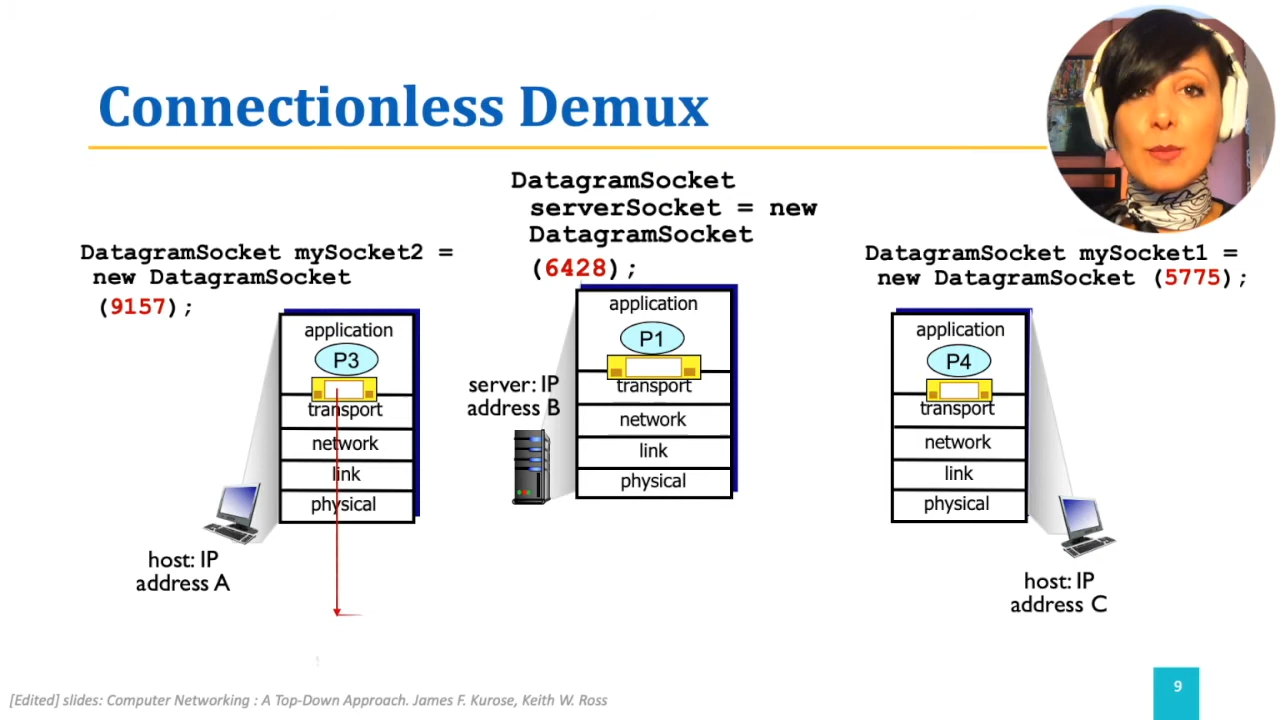 Connectionless Demux
DatagramSocket
serverSocket = new
DatagramSocket
(6428);
DatagramSocket mySocket2 =
new DatagramSocket
(9157);
DatagramSocket mySocket1 =
new DatagramSocket (5775);
application
P3
transport
network
link
physical
host: IP
address A
application
P1
transport
network
link
physical
server: IP
address B
application
P4
transport
network
link
physical
host: IP
address C
[Edited] slides: Computer Networking : A Top-Down Approach. James F. Kurose, Keith W. Ross
9